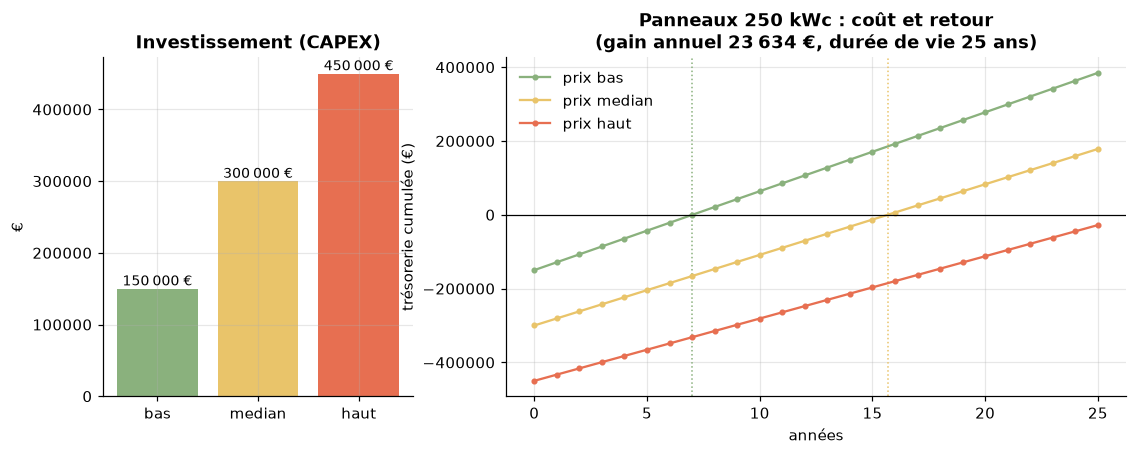 Investissement (CAPEX)
€
400000
300000
200000
100000
0
150 000 €
300 000 €
450 000 €
bas
median
haut
Panneaux 250 kWc : coût et retour
(gain annuel 23 634 €, durée de vie 25 ans)
prix bas
prix median
prix haut
trésorerie cumulée (€)
400000
200000
0
−200000
−400000
0
5
10
15
20
25
années